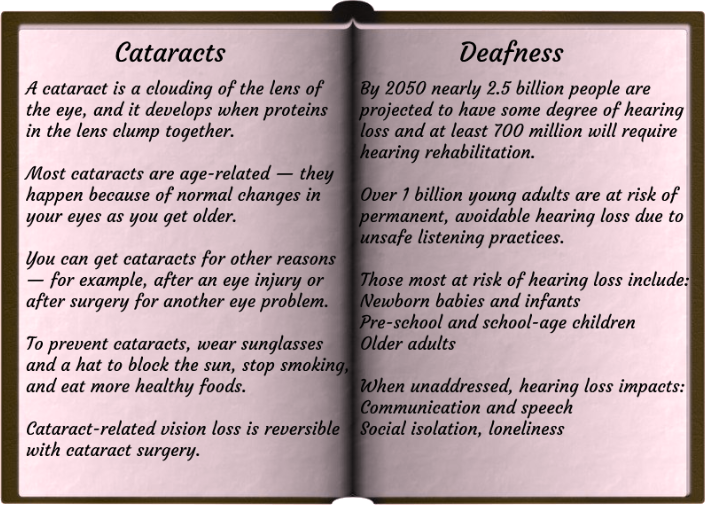 Cataracts
A cataract is a clouding of the lens of
the eye, and it develops when proteins
in the lens clump together.
Most cataracts are age-related — they
happen because of normal changes in
your eyes as you get older.
You can get cataracts for other reasons
— for example, after an eye injury or
after surgery for another eye problem.
To prevent cataracts, wear sunglasses
and a hat to block the sun, stop smoking,
and eat more healthy foods.
Cataract-related vision loss is reversible
with cataract surgery.
Deafness
By 2050 nearly 2.5 billion people are
projected to have some degree of hearing
loss and at least 700 million will require
hearing rehabilitation.
Over 1 billion young adults are at risk of
permanent, avoidable hearing loss due to
unsafe listening practices.
Those most at risk of hearing loss include:
Newborn babies and infants
Pre-school and school-age children
Older adults
When unaddressed, hearing loss impacts:
Communication and speech
Social isolation, loneliness